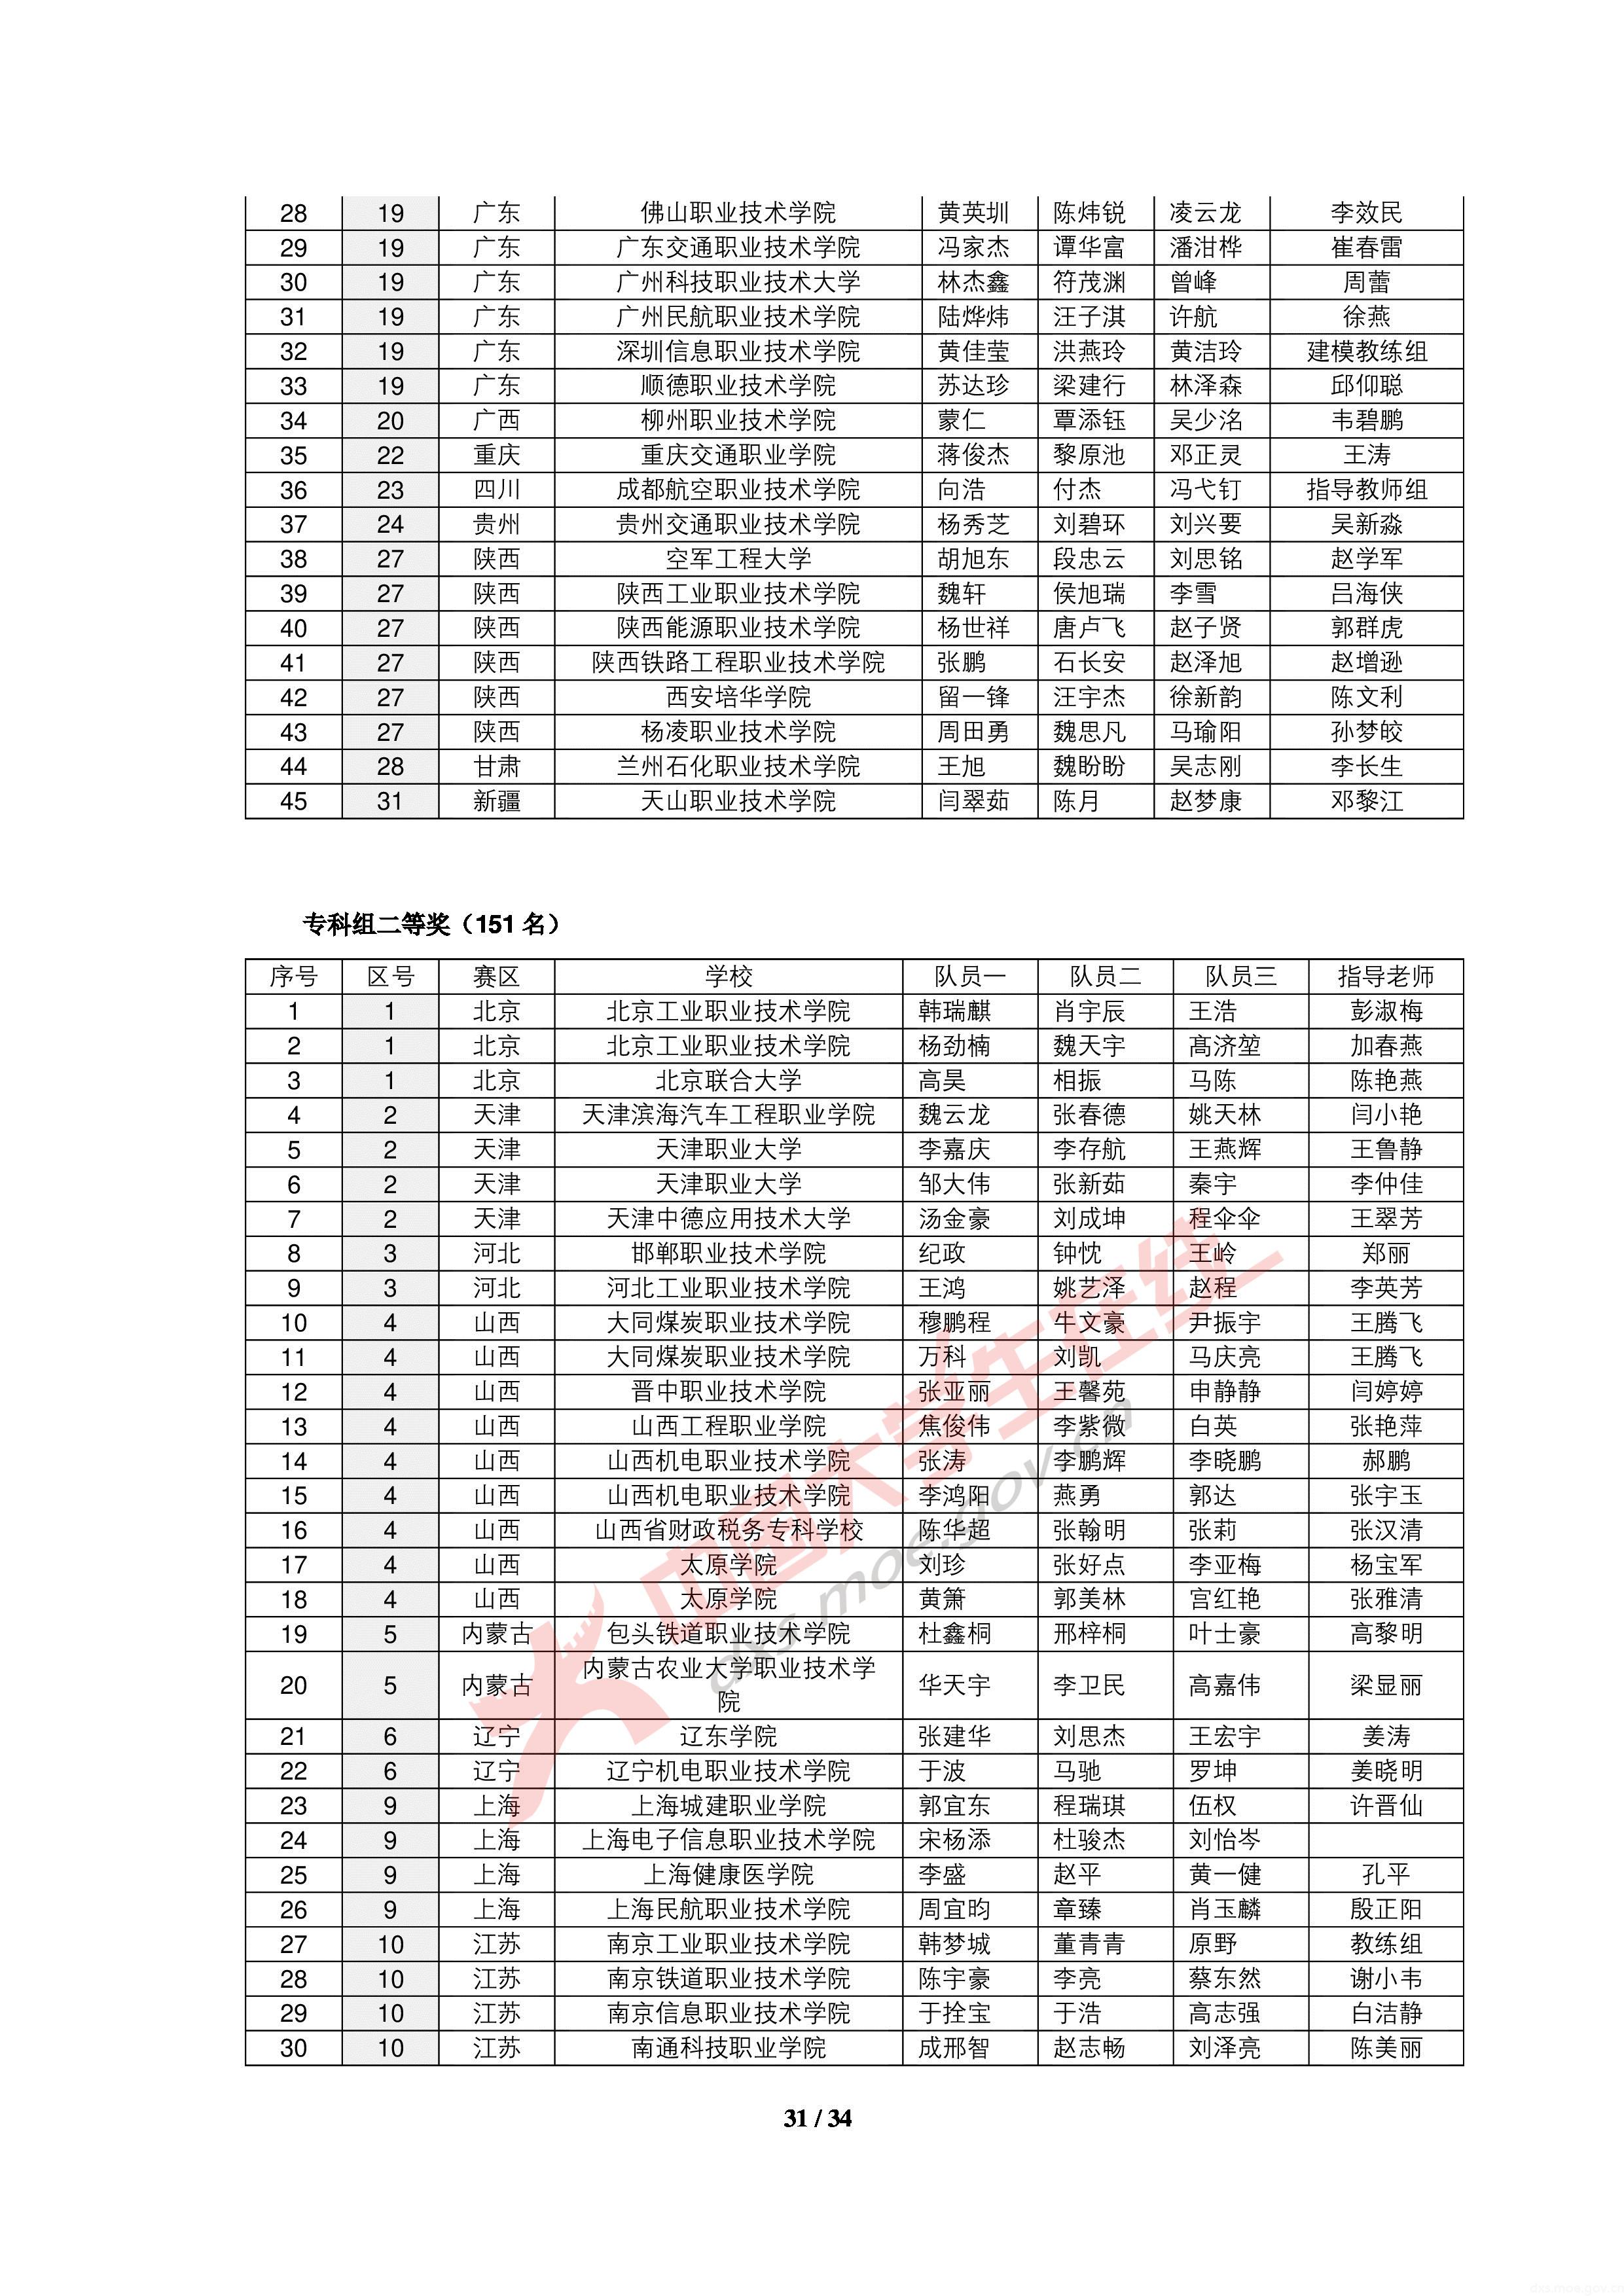 28 19 广东 佛山职业技术学院 黄英圳 陈炜锐 凌云龙 李效民
29 19 广东 广东交通职业技术学院 冯家杰 谭华富 潘泔桦 崔春雷
30 19 广东 广州科技职业技术大学 林杰鑫 符茂渊 曾峰 周蕾
31 19 广东 广州民航职业技术学院 陆烨炜 汪子淇 许航 徐燕
32 19 广东 深圳信息职业技术学院 黄佳莹 洪燕玲 黄洁玲 建模教练组
33 19 广东 顺德职业技术学院 苏达珍 梁建行 林泽森 邱仰聪
34 20 广西 柳州职业技术学院 蒙仁 覃添钰 吴少洺 韦碧鹏
35 22 重庆 重庆交通职业学院 蒋俊杰 黎原池 邓正灵 王涛
36 23 四川 成都航空职业技术学院 向浩 付杰 冯弋钉 指导教师组
37 24 贵州 贵州交通职业技术学院 杨秀芝 刘碧环 刘兴要 吴新淼
38 27 陕西 空军工程大学 胡旭东 段忠云 刘思铭 赵学军
39 27 陕西 陕西工业职业技术学院 魏轩 侯旭瑞 李雪 吕海侠
40 27 陕西 陕西能源职业技术学院 杨世祥 唐卢飞 赵子贤 郭群虎
41 27 陕西 陕西铁路工程职业技术学院 张鹏 石长安 赵泽旭 赵增逊
42 27 陕西 西安培华学院 留一锋 汪宇杰 徐新韵 陈文利
43 27 陕西 杨凌职业技术学院 周田勇 魏思凡 马瑜阳 孙梦皎
44 28 甘肃 兰州石化职业技术学院 王旭 魏盼盼 吴志刚 李长生
45 31 新疆 天山职业技术学院 闫翠茹 陈月 赵梦康 邓黎江
专科组二等奖（151 名）
序号 区号 赛区 学校 队员一 队员二 队员三 指导老师
1 1 北京 北京工业职业技术学院 韩瑞麒 肖宇辰 王浩 彭淑梅
2 1 北京 北京工业职业技术学院 杨劲楠 魏天宇 髙济堃 加春燕
3 1 北京 北京联合大学 高昊 相振 马陈 陈艳燕
4 2 天津 天津滨海汽车工程职业学院 魏云龙 张春德 姚天林 闫小艳
5 2 天津 天津职业大学 李嘉庆 李存航 王燕辉 王鲁静
6 2 天津 天津职业大学 邹大伟 张新茹 秦宇 李仲佳
7 2 天津 天津中德应用技术大学 汤金豪 刘成坤 程伞伞 王翠芳
8 3 河北 邯郸职业技术学院 纪政 钟忱 王岭 郑丽
9 3 河北 河北工业职业技术学院 王鸿 姚艺泽 赵程 李英芳
10 4 山西 大同煤炭职业技术学院 穆鹏程 牛文豪 尹振宇 王腾飞
11 4 山西 大同煤炭职业技术学院 万科 刘凯 马庆亮 王腾飞
12 4 山西 晋中职业技术学院 张亚丽 王馨苑 申静静 闫婷婷
13 4 山西 山西工程职业学院 焦俊伟 李紫微 白英 张艳萍
14 4 山西 山西机电职业技术学院 张涛 李鹏辉 李晓鹏 郝鹏
15 4 山西 山西机电职业技术学院 李鸿阳 燕勇 郭达 张宇玉
16 4 山西 山西省财政税务专科学校 陈华超 张翰明 张莉 张汉清
17 4 山西 太原学院 刘珍 张好点 李亚梅 杨宝军
18 4 山西 太原学院 黄箫 郭美林 宫红艳 张雅清
19 5 内蒙古 包头铁道职业技术学院 杜鑫桐 邢梓桐 叶士豪 高黎明
20 5 内蒙古 内蒙古农业大学职业技术学院 华天宇 李卫民 高嘉伟 梁显丽
21 6 辽宁 辽东学院 张建华 刘思杰 王宏宇 姜涛
22 6 辽宁 辽宁机电职业技术学院 于波 马驰 罗坤 姜晓明
23 9 上海 上海城建职业学院 郭宜东 程瑞琪 伍权 许晋仙
24 9 上海 上海电子信息职业技术学院 宋杨添 杜骏杰 刘怡岑
25 9 上海 上海健康医学院 李盛 赵平 黄一健 孔平
26 9 上海 上海民航职业技术学院 周宜昀 章臻 肖玉麟 殷正阳
27 10 江苏 南京工业职业技术学院 韩梦城 董青青 原野 教练组
28 10 江苏 南京铁道职业技术学院 陈宇豪 李亮 蔡东然 谢小韦
29 10 江苏 南京信息职业技术学院 于拴宝 于浩 高志强 白洁静
30 10 江苏 南通科技职业学院 成邢智 赵志畅 刘泽亮 陈美丽
中国大学生在线
dxs.moe.gov.cn
31 / 34
dxs.moe.gov.cn